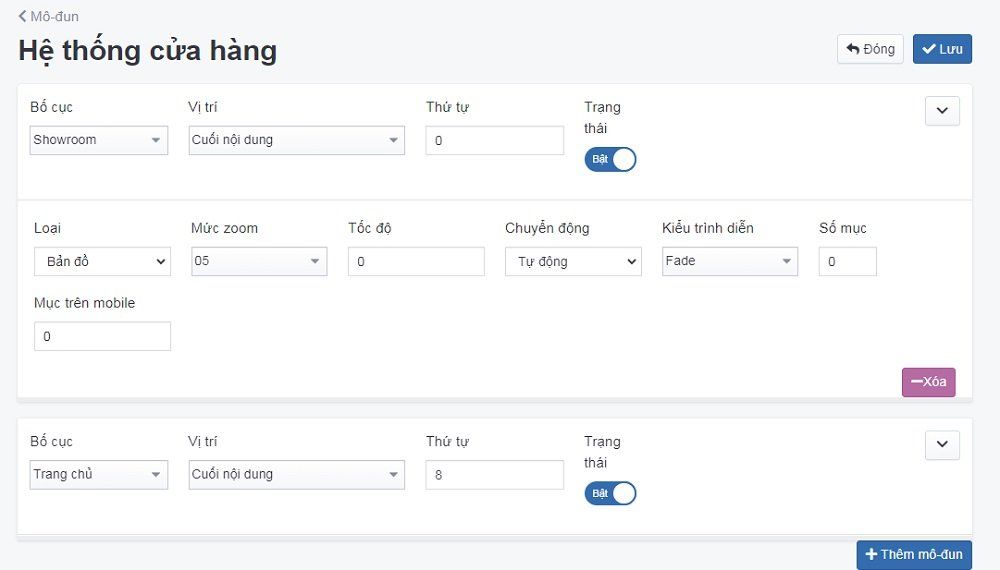 Mô-đun
Hệ thống cửa hàng
Đóng
Lưu
Bố cục
Vị trí
Thứ tự
Trạng
thái
Showroom
Cuối nội dung
0
Bật
Loại
Mức zoom
Tốc độ
Chuyển động
Kiểu trình diễn
Số mục
Bản đồ
05
0
Tự động
Fade
0
Mục trên mobile
0
Xóa
Bố cục
Vị trí
Thứ tự
Trạng
thái
Trang chủ
Cuối nội dung
8
Bật
Thêm mô-đun